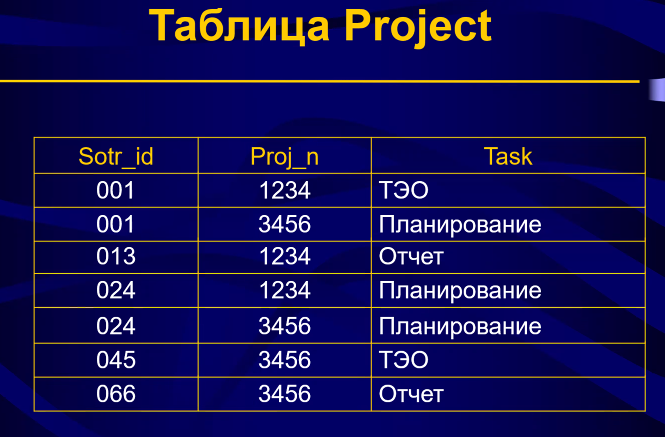 Таблица Project
Sotr_id Proj_n Task
001 1234 ТЭО
001 3456 Планирование
013 1234 Отчет
024 1234 Планирование
024 3456 Планирование
045 3456 ТЭО
066 3456 Отчет